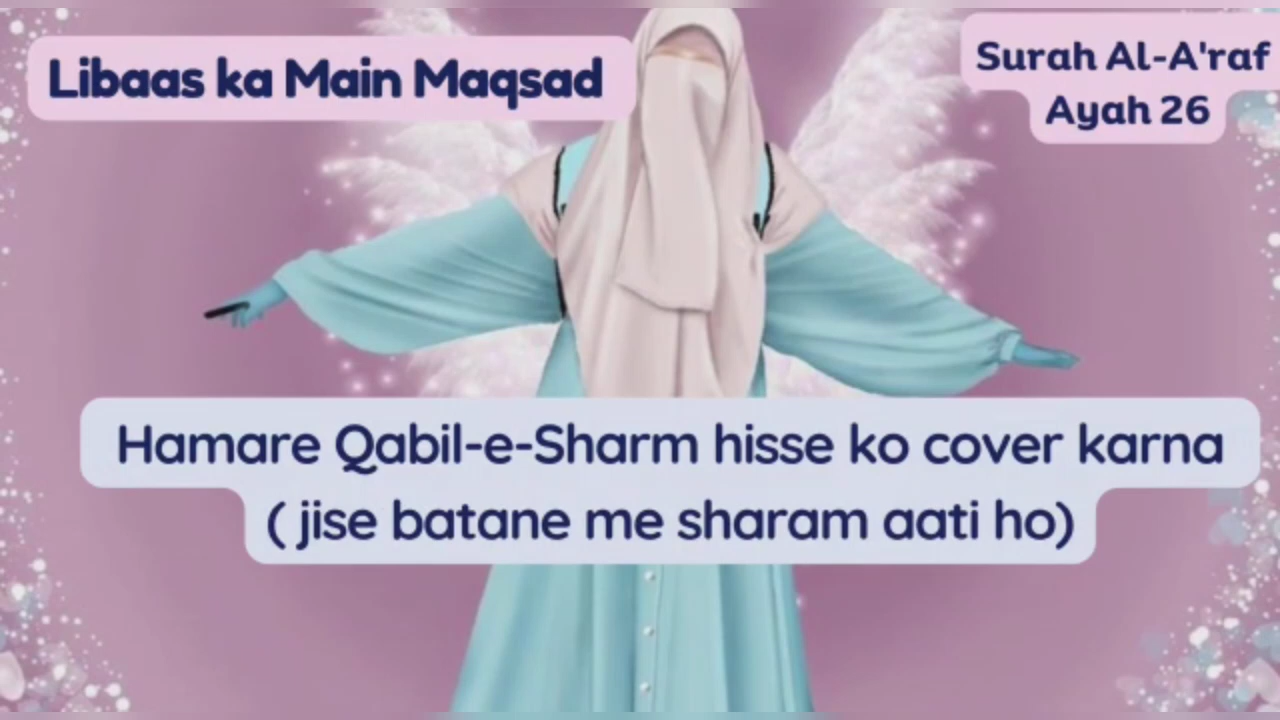 Libaas ka Main Maqsad
Surah Al-A'raf
Ayah 26
Hamare Qabil-e-Sharm hisse ko cover karna
( jise batane me sharam aati ho)